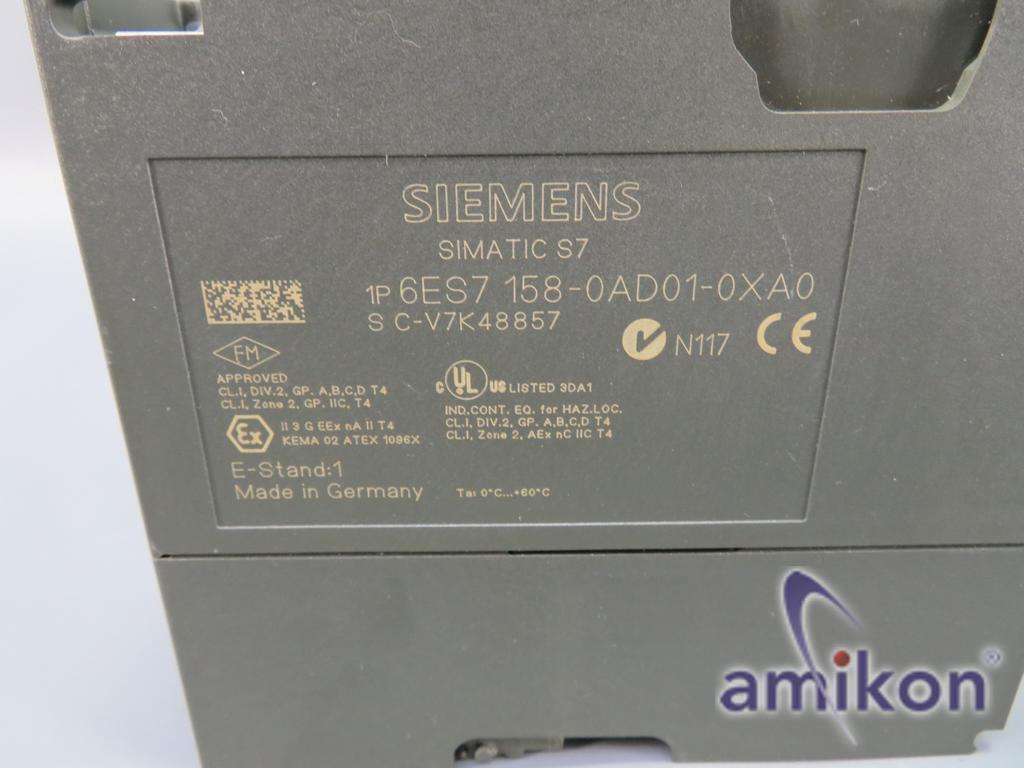 SIEMENS
SIMATIC S7
1P 6ES7 158-0AD01-0XA0
S C-V7K48857
N117 CE
FM
APPROVED
CL.I, DIV.2, GP. A,B,C,D T4
CL.I, Zone 2, GP. IIC, T4
C UL US LISTED 3DA1
IND.CONT. EQ. for HAZ.LOC.
CL.I, DIV.2, GP. A,B,C,D T4
CL.I, Zone 2, AEx nC IIC T4
Ex II 3 G EEx nA II T4
KEMA 02 ATEX 1096X
E-Stand:1
Made in Germany
Ta: 0°C...+60°C
amikon®